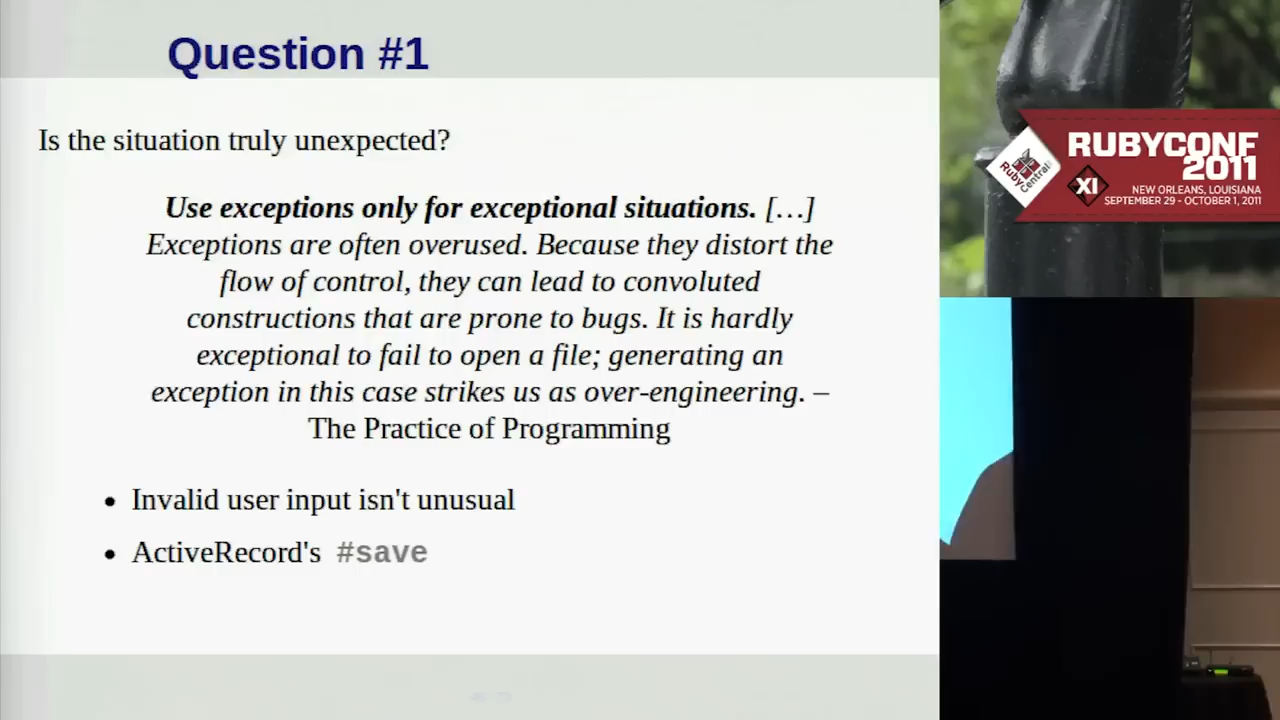 Question #1
Is the situation truly unexpected?
Use exceptions only for exceptional situations. […]
Exceptions are often overused. Because they distort the
flow of control, they can lead to convoluted
constructions that are prone to bugs. It is hardly
exceptional to fail to open a file; generating an
exception in this case strikes us as over-engineering. –
The Practice of Programming
• Invalid user input isn't unusual
• ActiveRecord's #save
RubyCentral
RUBYCONF
2011
XI
NEW ORLEANS, LOUISIANA
SEPTEMBER 29 - OCTOBER 1, 2011